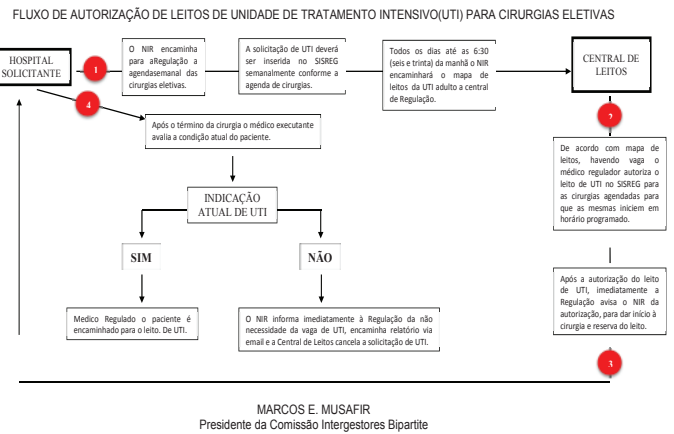 FLUXO DE AUTORIZAÇÃO DE LEITOS DE UNIDADE DE TRATAMENTO INTENSIVO(UTI) PARA CIRURGIAS ELETIVAS
HOSPITAL
SOLICITANTE
1
O NIR encaminha
para aRegulação a
agendasemanal das
cirurgias eletivas.
A solicitação de UTI deverá
ser inserida no SISREG
semanalmente conforme a
agenda de cirurgias.
Todos os dias até as 6:30
(seis e trinta) da manhã o NIR
encaminhará o mapa de
leitos da UTI adulto a central
de Regulação.
CENTRAL DE
LEITOS
4
Após o término da cirurgia o médico executante
avalia a condição atual do paciente.
2
De acordo com mapa de
leitos, havendo vaga o
médico regulador autoriza o
leito de UTI no SISREG para
as cirurgias agendadas para
que as mesmas iniciem em
horário programado.
INDICAÇÃO
ATUAL DE UTI
SIM
NÃO
Após a autorização do leito
de UTI, imediatamente a
Regulação avisa o NIR da
autorização, para dar início à
cirurgia e reserva do leito.
Medico Regulado o paciente é
encaminhado para o leito. De UTI.
O NIR informa imediatamente à Regulação da não
necessidade da vaga de UTI, encaminha relatório via
email e a Central de Leitos cancela a solicitação de UTI.
3
MARCOS E. MUSAFIR
Presidente da Comissão Intergestores Bipartite